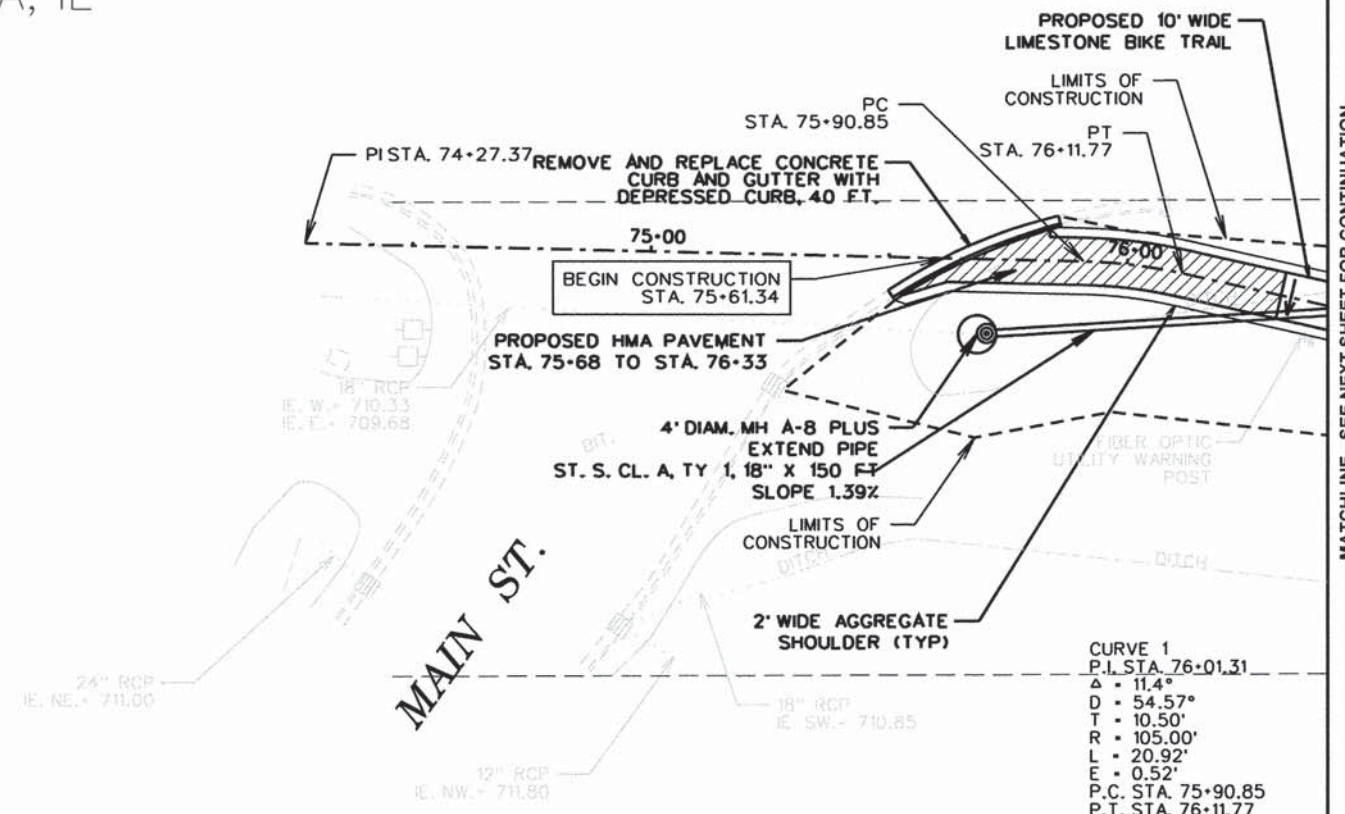 A, IL
PROPOSED 10' WIDE
LIMESTONE BIKE TRAIL
LIMITS OF
CONSTRUCTION
PC
STA. 75+90.85
PT
STA. 76+11.77
PI STA. 74+27.37
REMOVE AND REPLACE CONCRETE
CURB AND GUTTER WITH
DEPRESSED CURB, 40 FT.
75+00
76+00
BEGIN CONSTRUCTION
STA. 75+61.34
PROPOSED HMA PAVEMENT
STA. 75+68 TO STA. 76+33
18" RCP
IE. W.- 710.33
IE. E.- 709.68
BIT.
4' DIAM. MH A-8 PLUS
EXTEND PIPE
ST. S. CL. A, TY 1, 18" X 150 FT
SLOPE 1.39%
FIBER OPTIC
UTILITY WARNING
POST
LIMITS OF
CONSTRUCTION
DITCH
DITCH
MAIN ST.
2' WIDE AGGREGATE
SHOULDER (TYP)
24" RCP
IE. NE.- 711.00
18" RCP
IE. SW.- 710.85
12" RCP
IE. NW.- 711.80
CURVE 1
P.I. STA. 76+01.31
Δ = 11.4°
D = 54.57°
T = 10.50'
R = 105.00'
L = 20.92'
E = 0.52'
P.C. STA. 75+90.85
P.T. STA. 76+11.77
MATCHLINE SEE NEXT SHEET FOR CONTINUATION